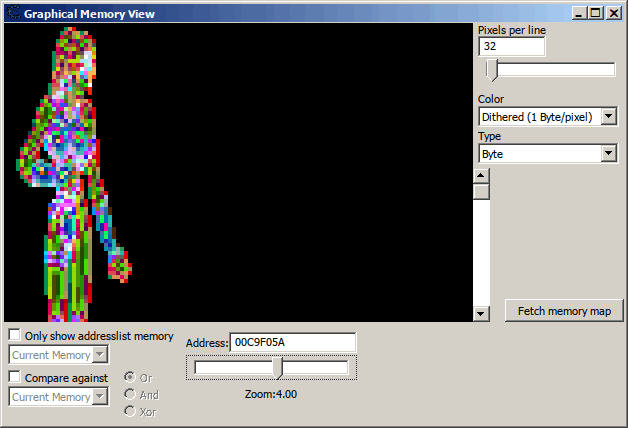 Graphical Memory View
Pixels per line
32
Color
Dithered (1 Byte/pixel)
Type
Byte
Fetch memory map
Only show addresslist memory
Current Memory
Compare against
Current Memory
Or
And
Xor
Address: 00C9F05A
Zoom:4.00